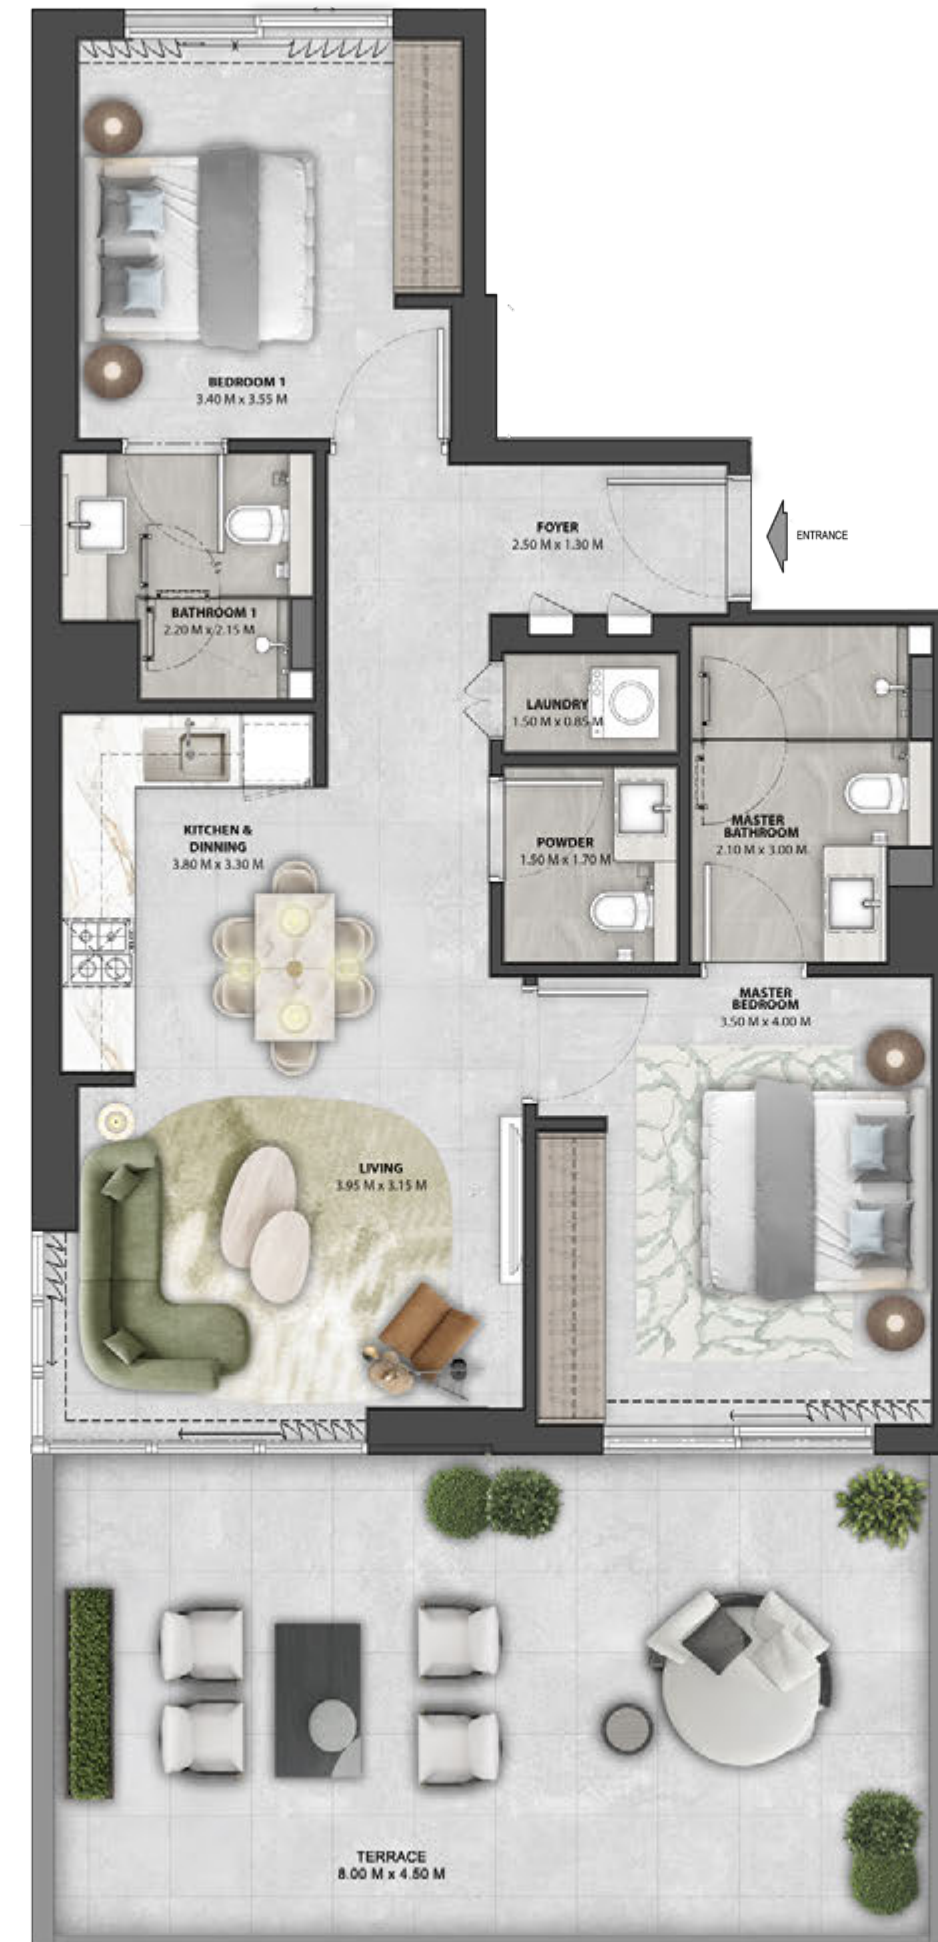 BEDROOM 1
3.40 M x 3.55 M
FOYER
2.50 M x 1.30 M
ENTRANCE
BATHROOM 1
2.20 M x 2.15 M
LAUNDRY
1.50 M x 0.85 M
KITCHEN &
DINNING
3.80 M x 3.30 M
POWDER
1.50 M x 1.70 M
MASTER
BATHROOM
2.10 M x 3.00 M
MASTER
BEDROOM
3.50 M x 4.00 M
LIVING
3.95 M x 3.15 M
TERRACE
8.00 M x 4.50 M